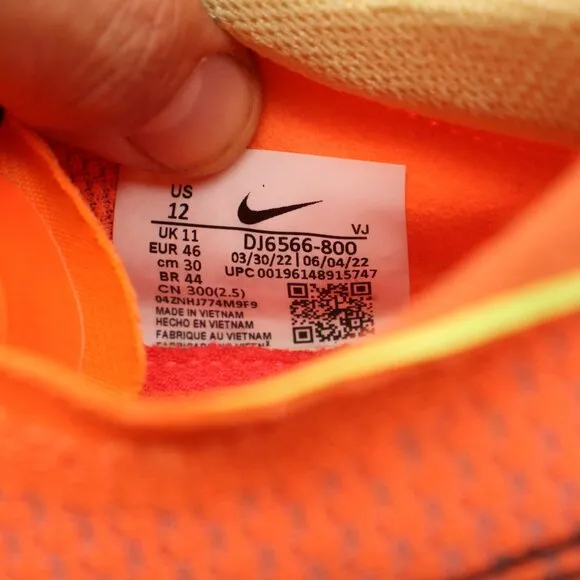 US
12
VJ
UK 11
DJ6566-800
EUR 46
03/30/22 | 06/04/22
cm 30
UPC 00196148915747
BR 44
CN 300(2.5)
04ZNHJ774M9F9
MADE IN VIETNAM
HECHO EN VIETNAM
FABRIQUE AU VIETNAM